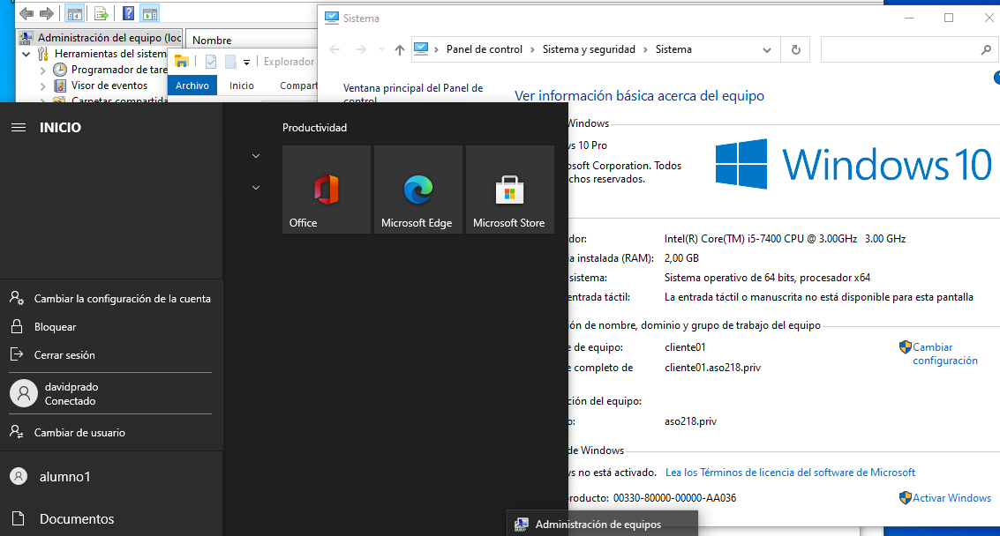 Administración del equipo (loc
Herramientas del sistem
Programador de tare
Visor de eventos
Carpetas compartida
Nombre
Explorador
Archivo
Inicio
Compart
Sistema
Panel de control
Sistema y seguridad
Sistema
Ventana principal del Panel de
control
Ver información básica acerca del equipo
Windows
vs 10 Pro
osoft Corporation. Todos
chos reservados.
Windows 10
dor:
Intel(R) Core(TM) i5-7400 CPU @ 3.00GHz 3.00 GHz
a instalada (RAM):
2,00 GB
sistema:
Sistema operativo de 64 bits, procesador x64
entrada táctil:
La entrada táctil o manuscrita no está disponible para esta pantalla
ón de nombre, dominio y grupo de trabajo del equipo
e de equipo:
cliente01
Cambiar
configuración
e completo de
cliente01.aso218.priv
ción del equipo:
o:
aso218.priv
de Windows
vs no está activado.
Lea los Términos de licencia del software de Microsoft
roducto: 00330-80000-00000-AA036
Activar Windows
INICIO
Productividad
Office
Microsoft Edge
Microsoft Store
Cambiar la configuración de la cuenta
Bloquear
Cerrar sesión
davidprado
Conectado
Cambiar de usuario
alumno1
Documentos
Administración de equipos